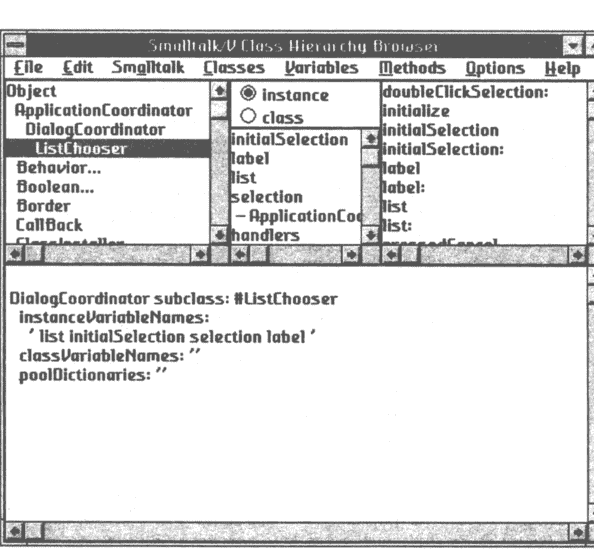 Smalltalk/V Class Hierarchy Browser
File Edit Smalltalk Classes Variables Methods Options Help
Object
ApplicationCoordinator
DialogCoordinator
ListChooser
Behavior...
Boolean...
Border
CallBack
instance
class
initialSelection
label
list
selection
- ApplicationCoo
handlers
doubleClickSelection:
initialize
initialSelection
initialSelection:
label
label:
list
list:
DialogCoordinator subclass: #ListChooser
instanceVariableNames:
' list initialSelection selection label '
classVariableNames: ''
poolDictionaries: ''